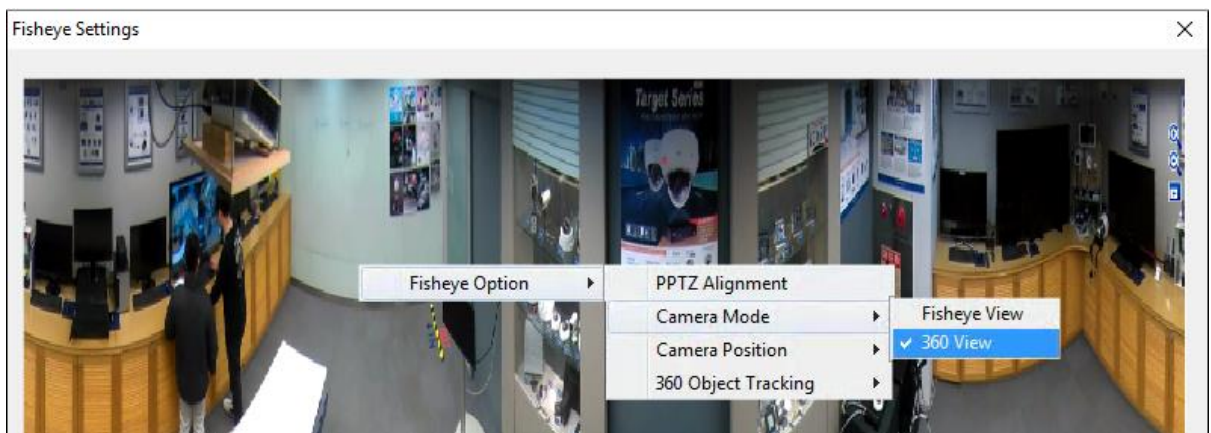 Fisheye Settings
Target Series
Fisheye Option
PPTZ Alignment
Camera Mode
Camera Position
360 Object Tracking
Fisheye View
360 View